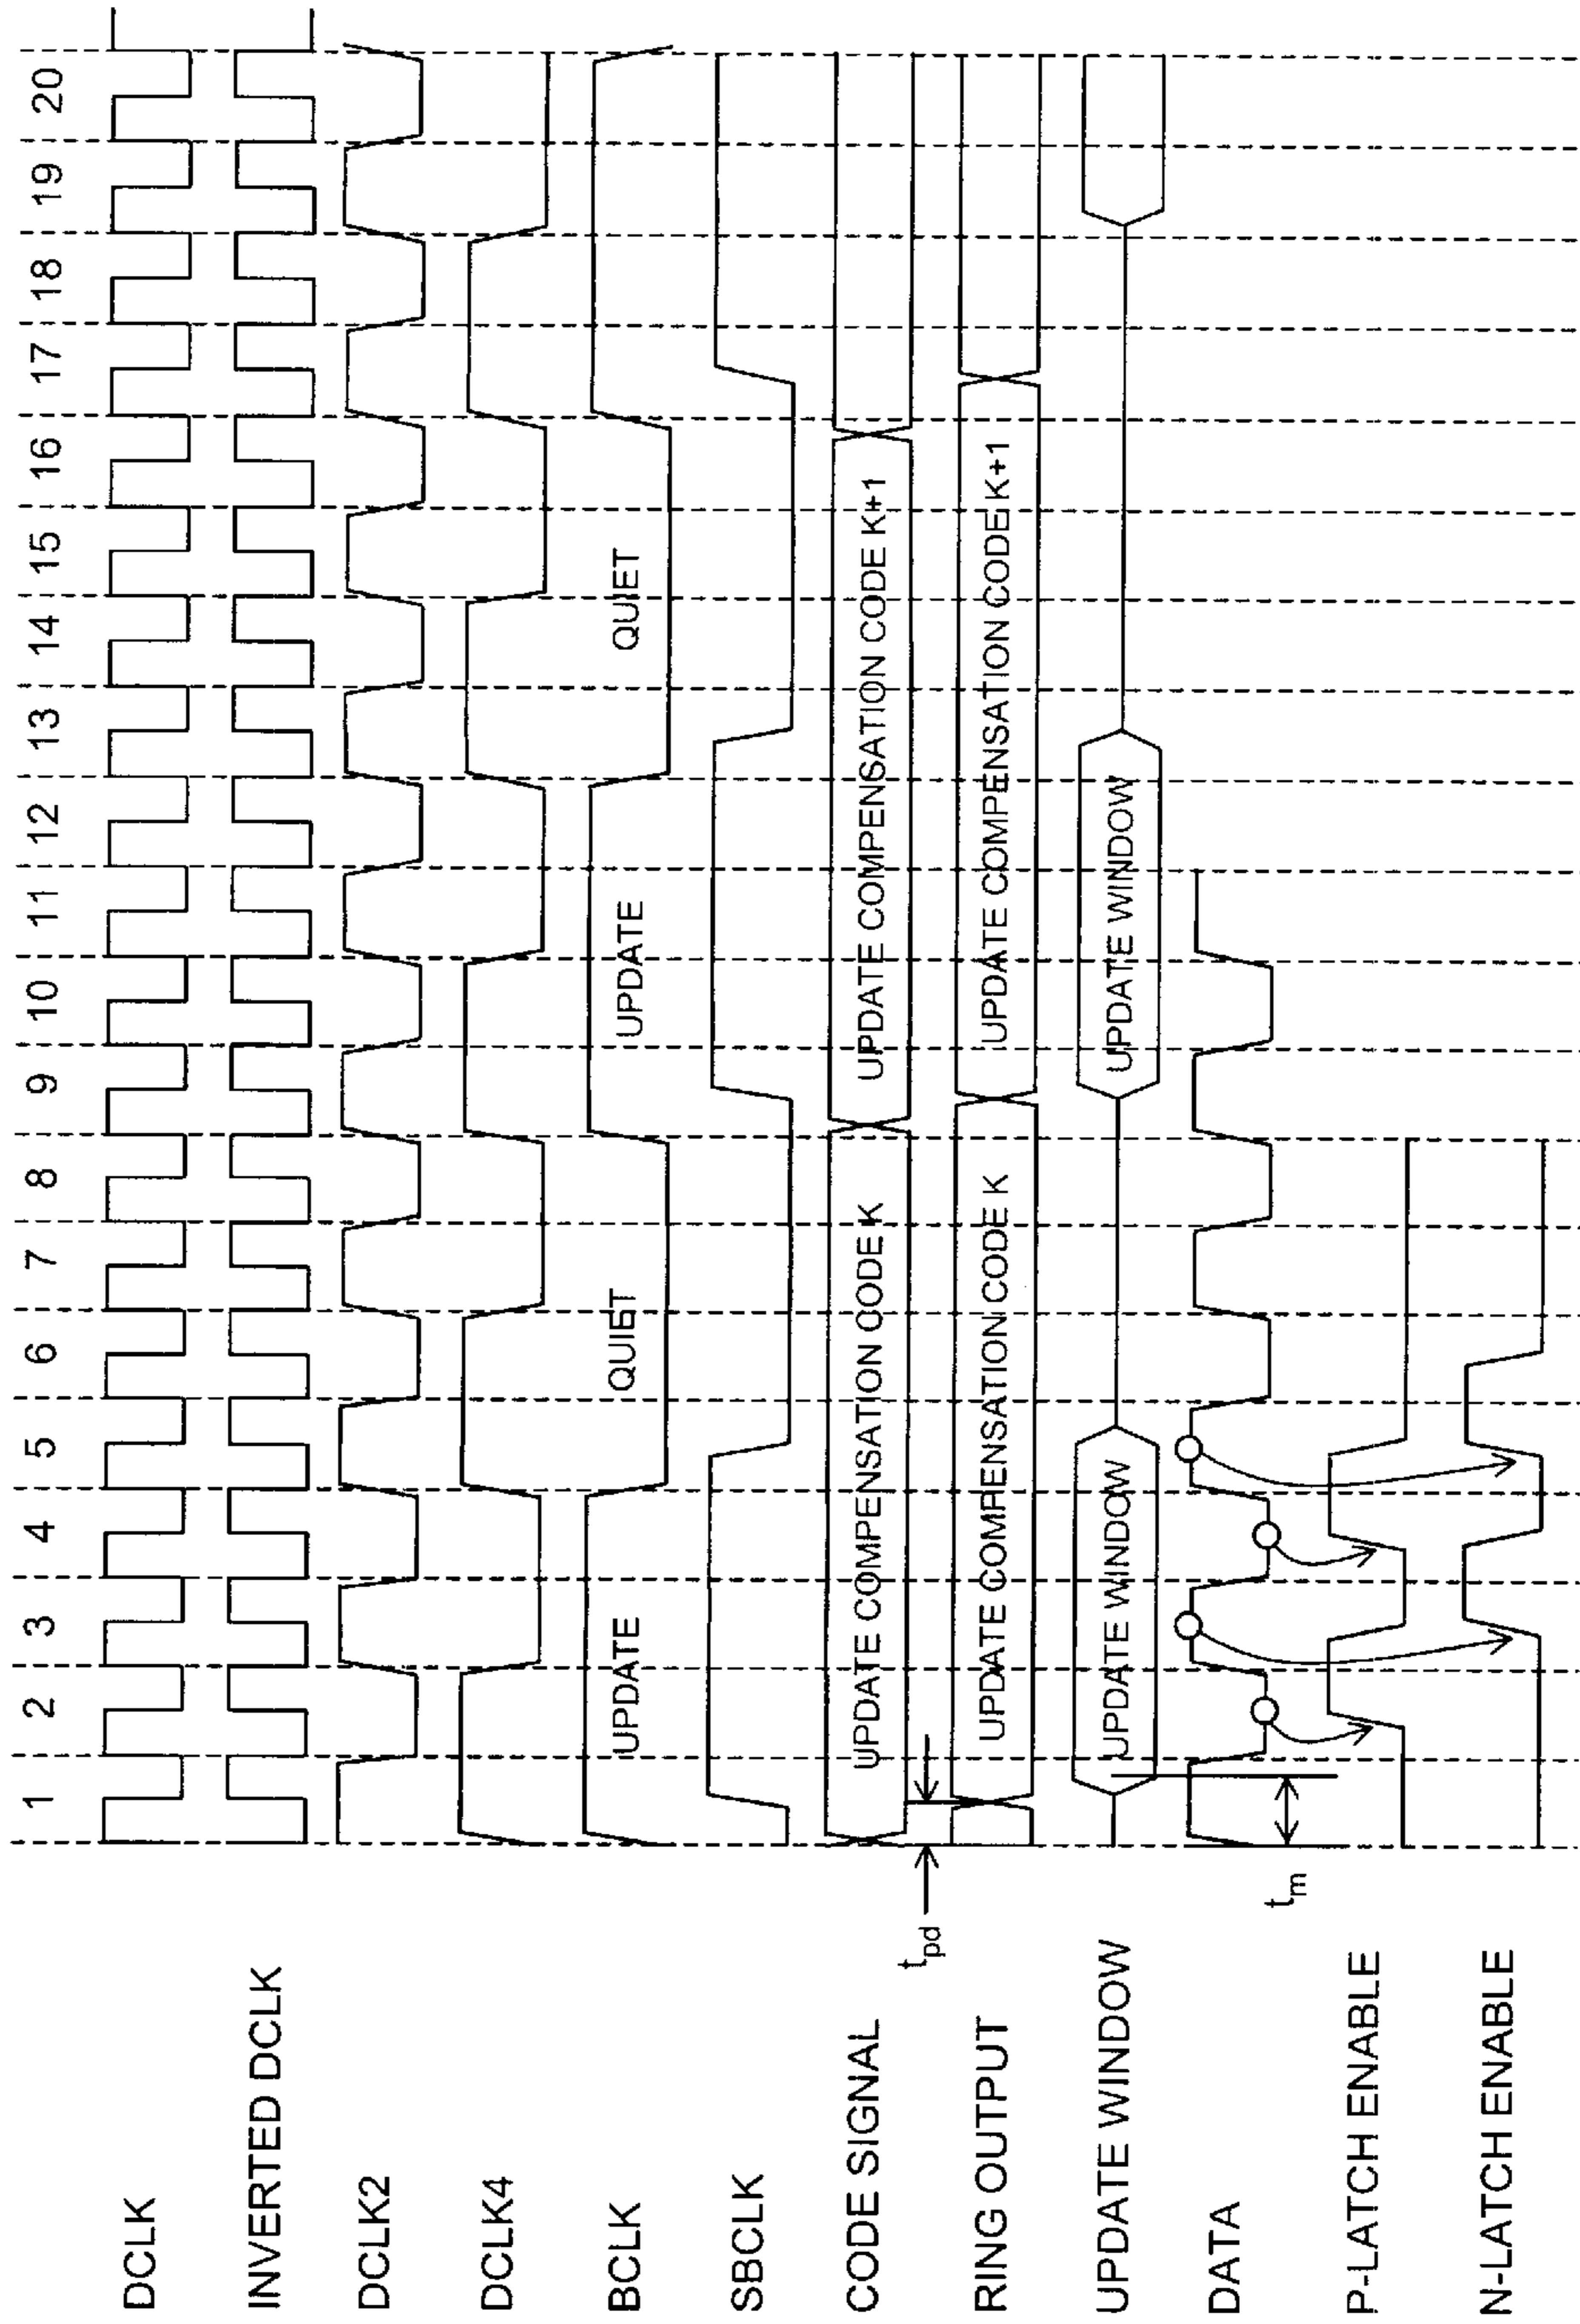 1 2 3 4 5 6 7 8 9 10 11 12 13 14 15 16 17 18 19 20
DCLK
INVERTED DCLK
DCLK2
DCLK4
BCLK
UPDATE QUIET UPDATE QUIET
SBCLK
CODE SIGNAL
UPDATE COMPENSATION CODE K UPDATE COMPENSATION CODE K+1
tpd
RING OUTPUT
UPDATE COMPENSATION CODE K UPDATE COMPENSATION CODE K+1
UPDATE WINDOW
UPDATE WINDOW UPDATE WINDOW
DATA
tm
P-LATCH ENABLE
N-LATCH ENABLE